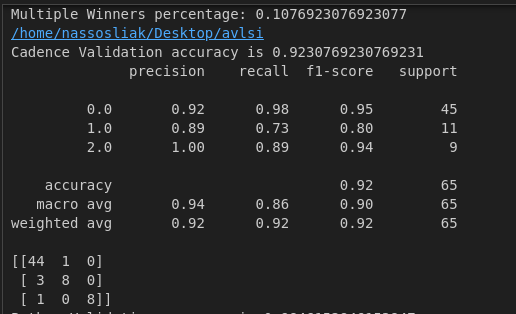 Multiple Winners percentage: 0.1076923076923077
/home/nassosliak/Desktop/avlsi
Cadence Validation accuracy is 0.9230769230769231
precision recall f1-score support
0.0 0.92 0.98 0.95 45
1.0 0.89 0.73 0.80 11
2.0 1.00 0.89 0.94 9
accuracy 0.92 65
macro avg 0.94 0.86 0.90 65
weighted avg 0.92 0.92 0.92 65
[[44 1 0]
[ 3 8 0]
[ 1 0 8]]